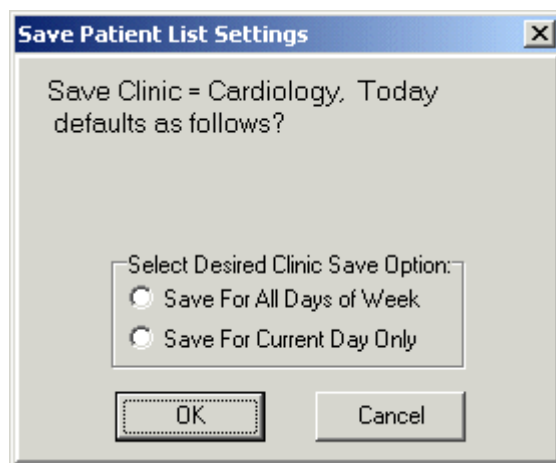 Save Patient List Settings
Save Clinic = Cardiology, Today
defaults as follows?
Select Desired Clinic Save Option:
Save For All Days of Week
Save For Current Day Only
OK
Cancel